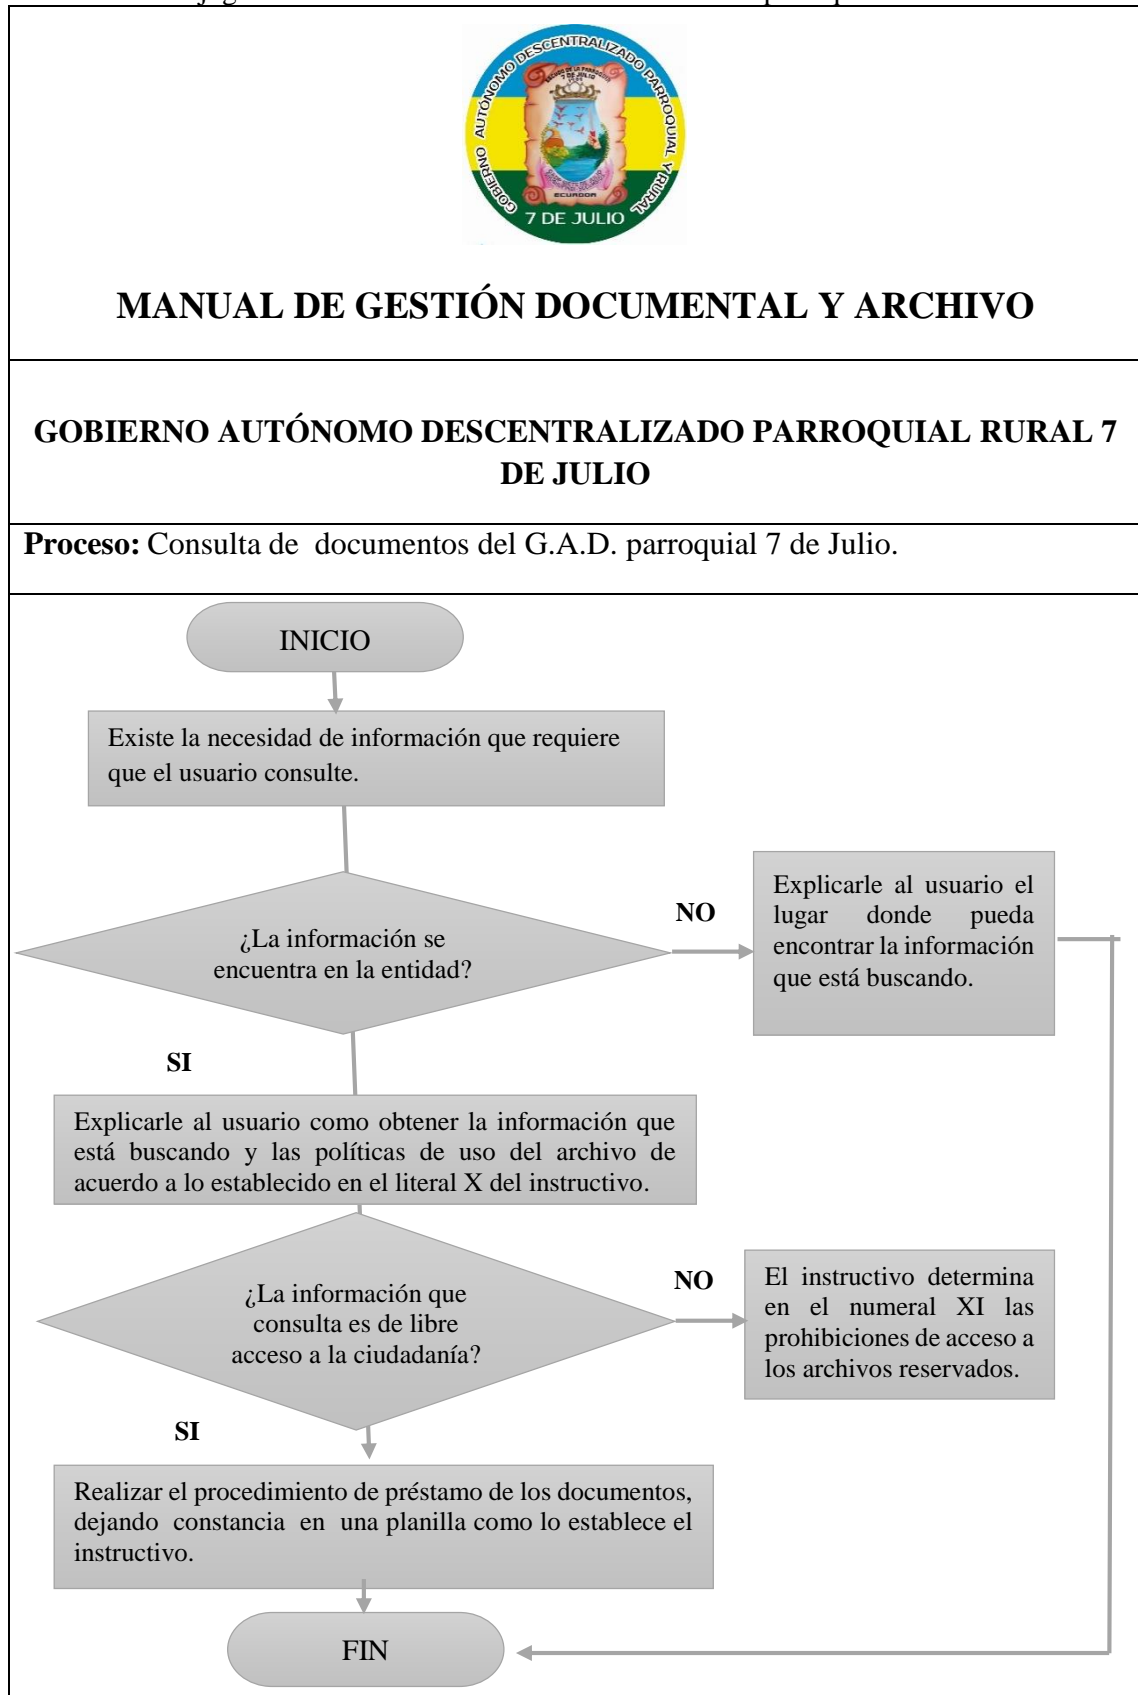 GOBIERNO AUTÓNOMO DESCENTRALIZADO PARROQUIAL Y RURAL
7 DE JULIO
ECUADOR
7 DE JULIO
MANUAL DE GESTIÓN DOCUMENTAL Y ARCHIVO
GOBIERNO AUTÓNOMO DESCENTRALIZADO PARROQUIAL RURAL 7
DE JULIO
Proceso: Consulta de documentos del G.A.D. parroquial 7 de Julio.
INICIO
Existe la necesidad de información que requiere
que el usuario consulte.
¿La información se
encuentra en la entidad?
NO
Explicarle al usuario el
lugar donde pueda
encontrar la información
que está buscando.
SI
Explicarle al usuario como obtener la información que
está buscando y las políticas de uso del archivo de
acuerdo a lo establecido en el literal X del instructivo.
¿La información que
consulta es de libre
acceso a la ciudadanía?
NO
El instructivo determina
en el numeral XI las
prohibiciones de acceso a
los archivos reservados.
SI
Realizar el procedimiento de préstamo de los documentos,
dejando constancia en una planilla como lo establece el
instructivo.
FIN